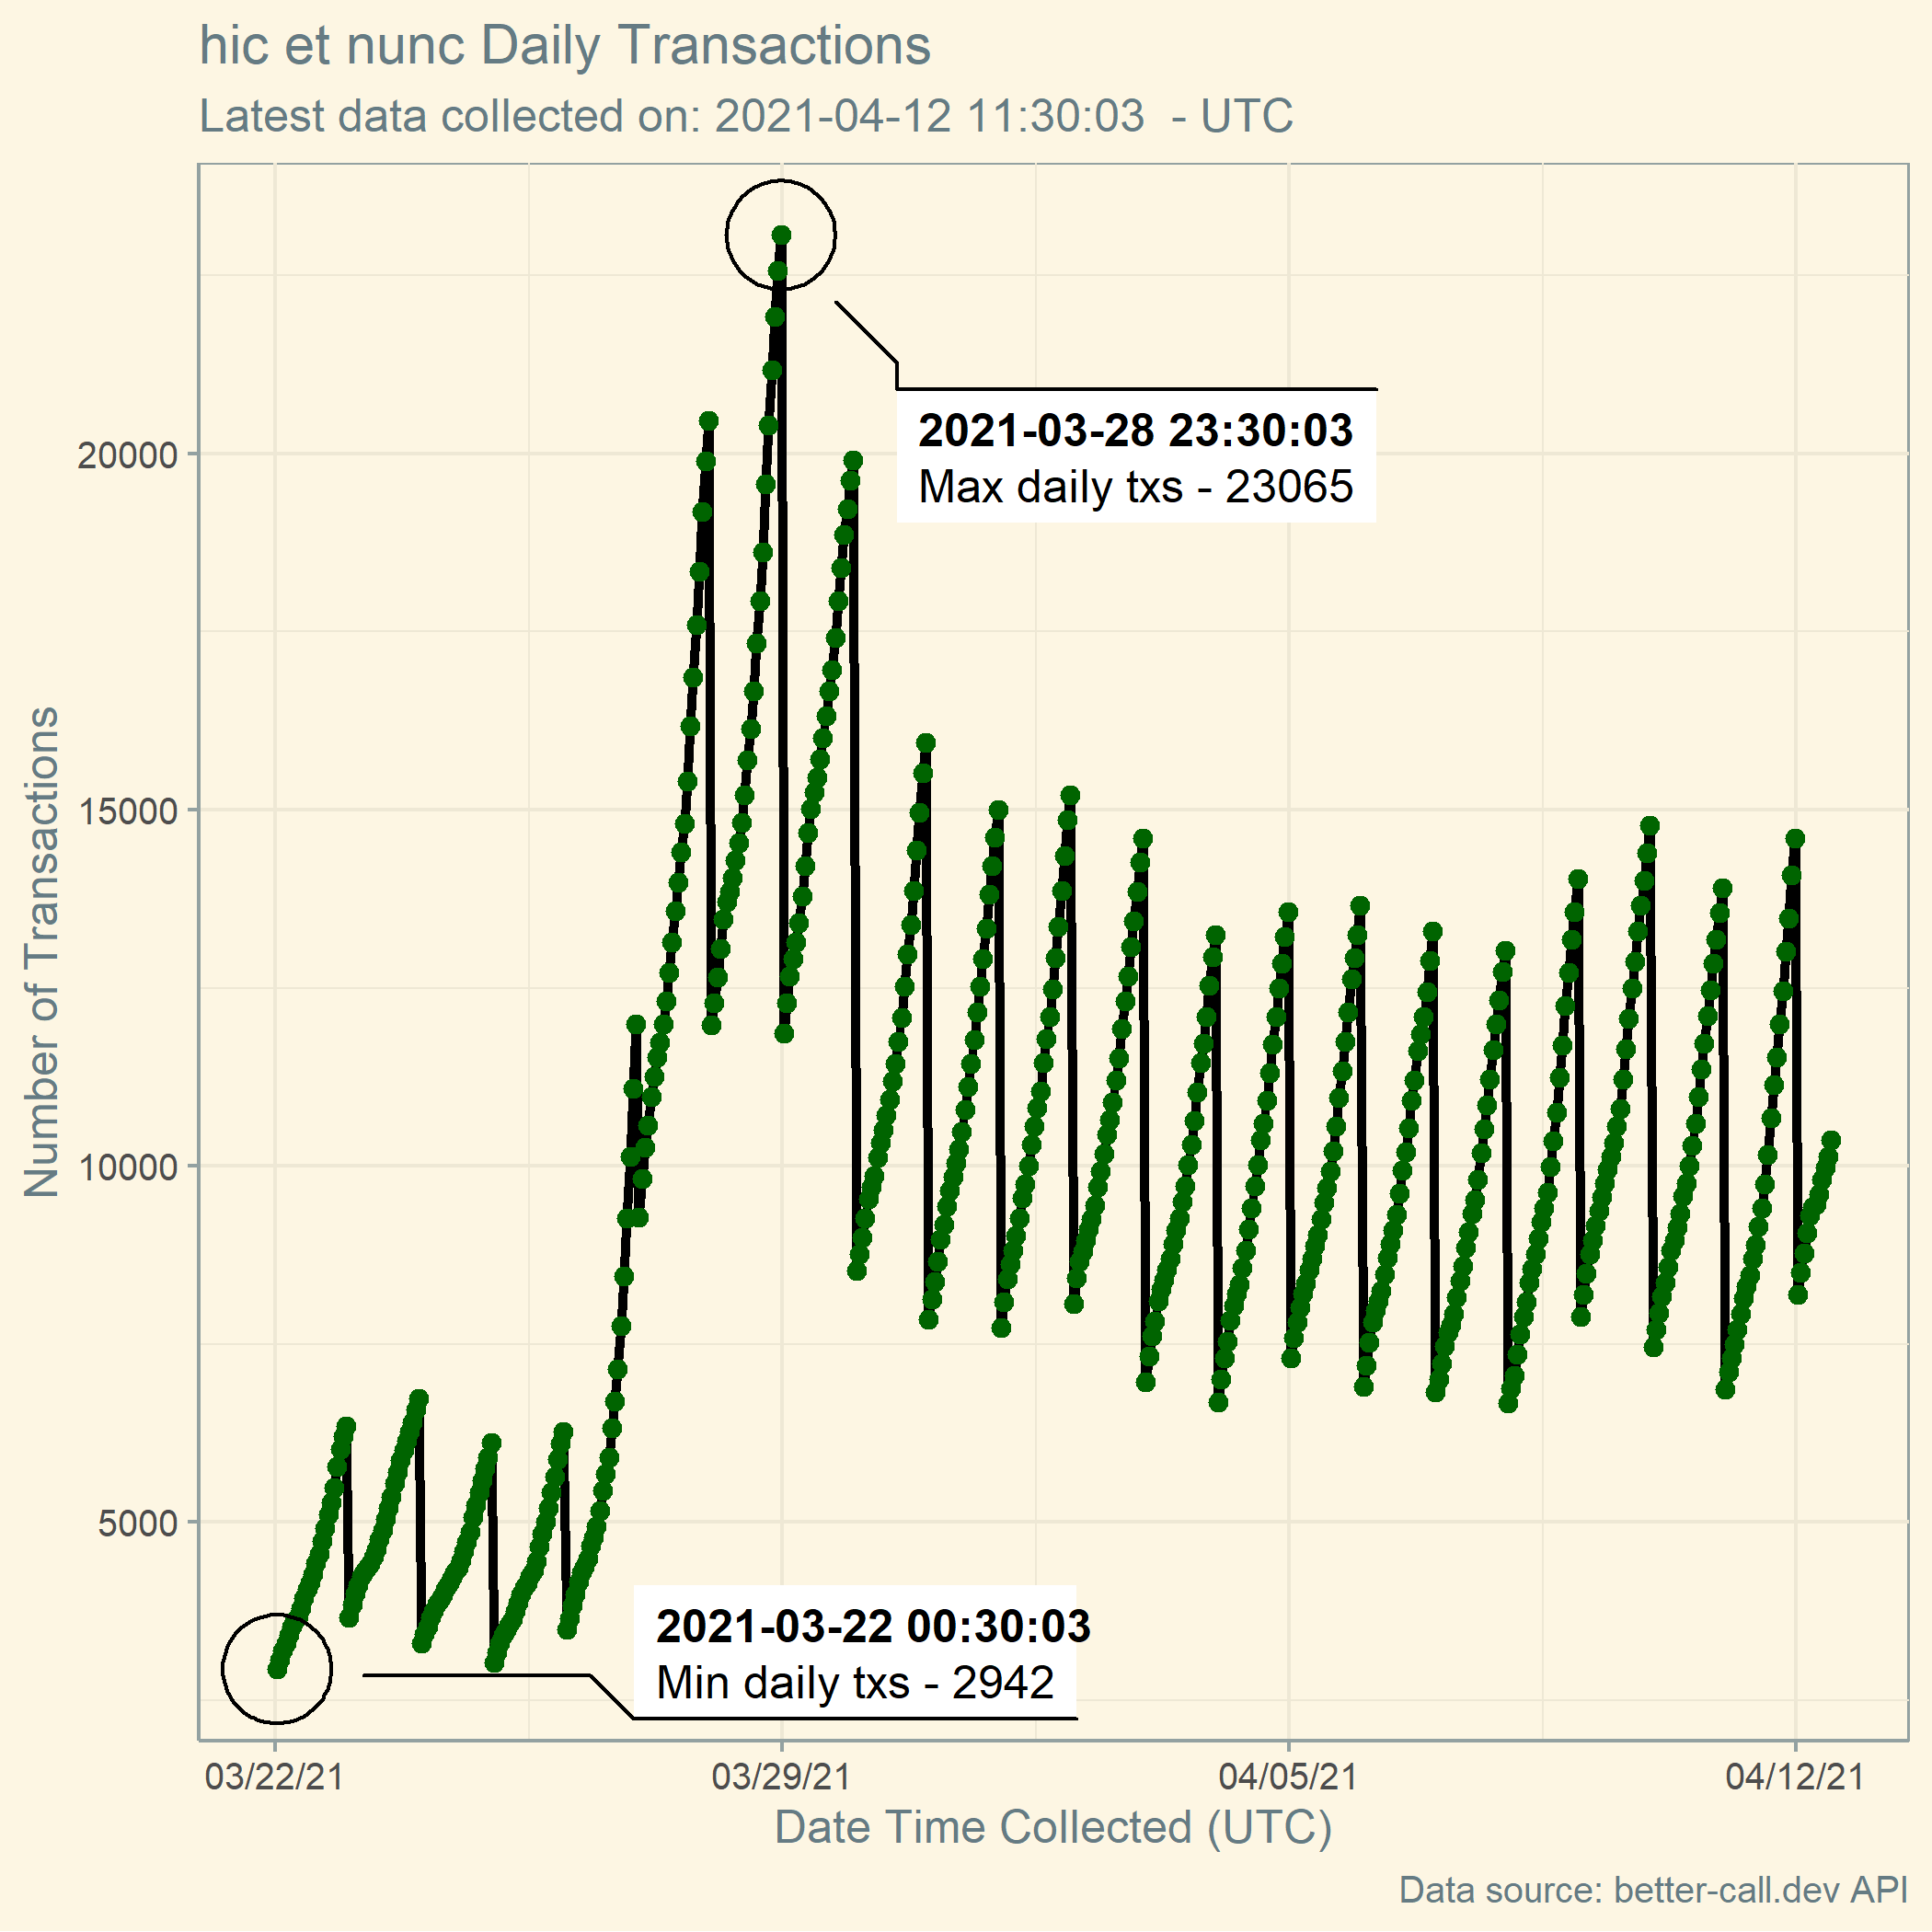 hic et nunc Daily Transactions
Latest data collected on: 2021-04-12 11:30:03  - UTC
Number of Transactions
20000
15000
10000
5000
2021-03-28 23:30:03
Max daily txs - 23065
2021-03-22 00:30:03
Min daily txs - 2942
03/22/21
03/29/21
04/05/21
04/12/21
Date Time Collected (UTC)
Data source: better-call.dev API